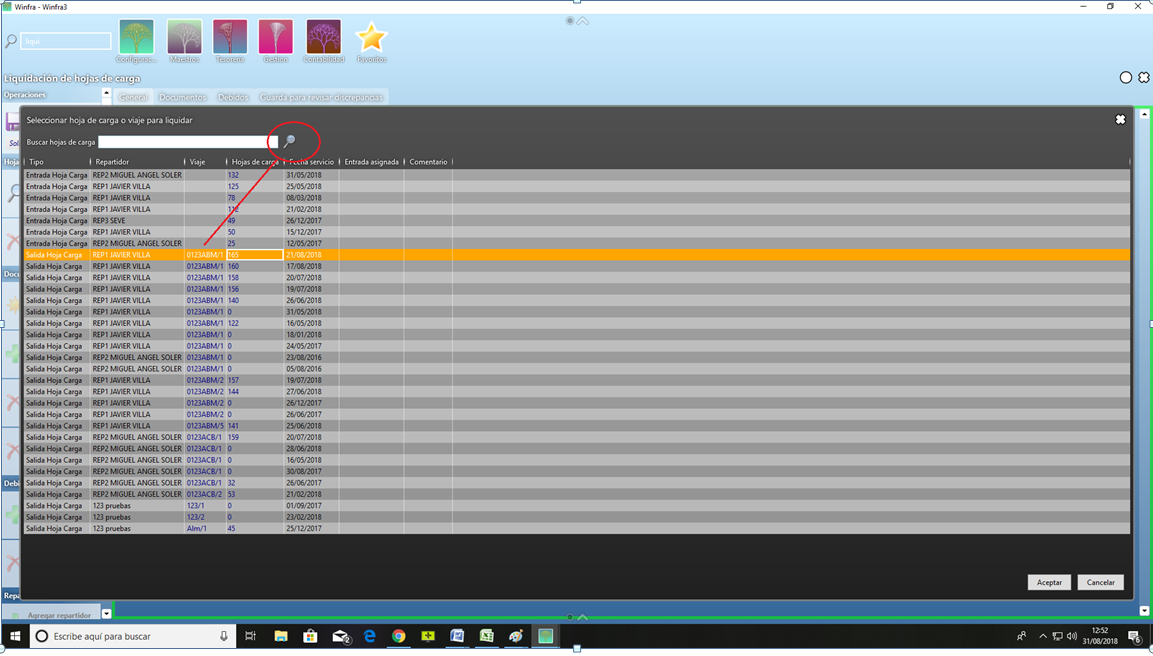 Winfra - Winfra3
liqui
Configurac... Maestros Tesorería Gestión Contabilidad Favoritos
Liquidación de hojas de carga
Operaciones General Documentos Debidos Guarda para revisar discrepancias
Seleccionar hoja de carga o viaje para liquidar
Buscar hojas de carga
Tipo Repartidor Viaje Hojas de carga Fecha servicio Entrada asignada Comentario
Entrada Hoja Carga REP2 MIGUEL ANGEL SOLER 132 31/05/2018
Entrada Hoja Carga REP1 JAVIER VILLA 125 25/05/2018
Entrada Hoja Carga REP1 JAVIER VILLA 78 08/03/2018
Entrada Hoja Carga REP1 JAVIER VILLA 112 21/02/2018
Entrada Hoja Carga REP3 SEVE 49 26/12/2017
Entrada Hoja Carga REP1 JAVIER VILLA 50 15/12/2017
Entrada Hoja Carga REP2 MIGUEL ANGEL SOLER 25 12/05/2017
Salida Hoja Carga REP1 JAVIER VILLA 0123ABM/1 165 21/08/2018
Salida Hoja Carga REP1 JAVIER VILLA 0123ABM/1 160 17/08/2018
Salida Hoja Carga REP1 JAVIER VILLA 0123ABM/1 158 20/07/2018
Salida Hoja Carga REP1 JAVIER VILLA 0123ABM/1 156 19/07/2018
Salida Hoja Carga REP1 JAVIER VILLA 0123ABM/1 140 26/06/2018
Salida Hoja Carga REP1 JAVIER VILLA 0123ABM/1 0 31/05/2018
Salida Hoja Carga REP1 JAVIER VILLA 0123ABM/1 122 16/05/2018
Salida Hoja Carga REP1 JAVIER VILLA 0123ABM/1 0 18/01/2018
Salida Hoja Carga REP1 JAVIER VILLA 0123ABM/1 0 24/05/2017
Salida Hoja Carga REP2 MIGUEL ANGEL SOLER 0123ABM/1 0 23/08/2016
Salida Hoja Carga REP2 MIGUEL ANGEL SOLER 0123ABM/1 0 05/08/2016
Salida Hoja Carga REP1 JAVIER VILLA 0123ABM/2 157 19/07/2018
Salida Hoja Carga REP1 JAVIER VILLA 0123ABM/2 144 27/06/2018
Salida Hoja Carga REP1 JAVIER VILLA 0123ABM/2 0 26/12/2017
Salida Hoja Carga REP1 JAVIER VILLA 0123ABM/2 0 26/06/2017
Salida Hoja Carga REP1 JAVIER VILLA 0123ABM/5 141 25/06/2018
Salida Hoja Carga REP2 MIGUEL ANGEL SOLER 0123ACB/1 159 20/07/2018
Salida Hoja Carga REP2 MIGUEL ANGEL SOLER 0123ACB/1 0 28/06/2018
Salida Hoja Carga REP2 MIGUEL ANGEL SOLER 0123ACB/1 0 16/05/2018
Salida Hoja Carga REP2 MIGUEL ANGEL SOLER 0123ACB/1 0 30/08/2017
Salida Hoja Carga REP2 MIGUEL ANGEL SOLER 0123ACB/1 32 26/06/2017
Salida Hoja Carga REP2 MIGUEL ANGEL SOLER 0123ACB/2 53 21/02/2018
Salida Hoja Carga 123 pruebas 123/1 0 01/09/2017
Salida Hoja Carga 123 pruebas 123/2 0 23/02/2018
Salida Hoja Carga 123 pruebas Alm/1 45 25/12/2017
Sol
Hoja
Docu
Debi
Repa
Aceptar Cancelar
Agregar repartidor
Escribe aquí para buscar
2
12:52
31/08/2018
6